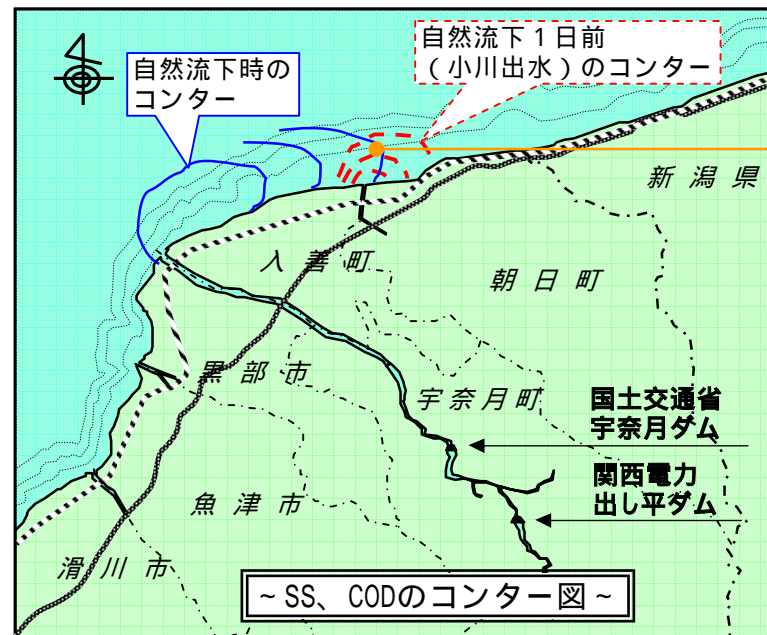 自然流下１日前
（小川出水）のコンター
自然流下時の
コンター
新潟県
入善町
朝日町
黒部市
宇奈月町
国土交通省
宇奈月ダム
関西電力
出し平ダム
魚津市
滑川市
~ SS、CODのコンター図 ~